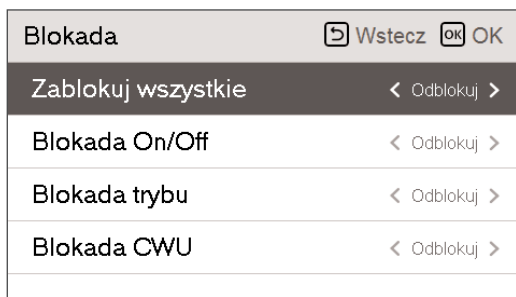 Blokada Wstecz OK OK
Zablokuj wszystkie < Odblokuj >
Blokada On/Off < Odblokuj >
Blokada trybu < Odblokuj >
Blokada CWU < Odblokuj >